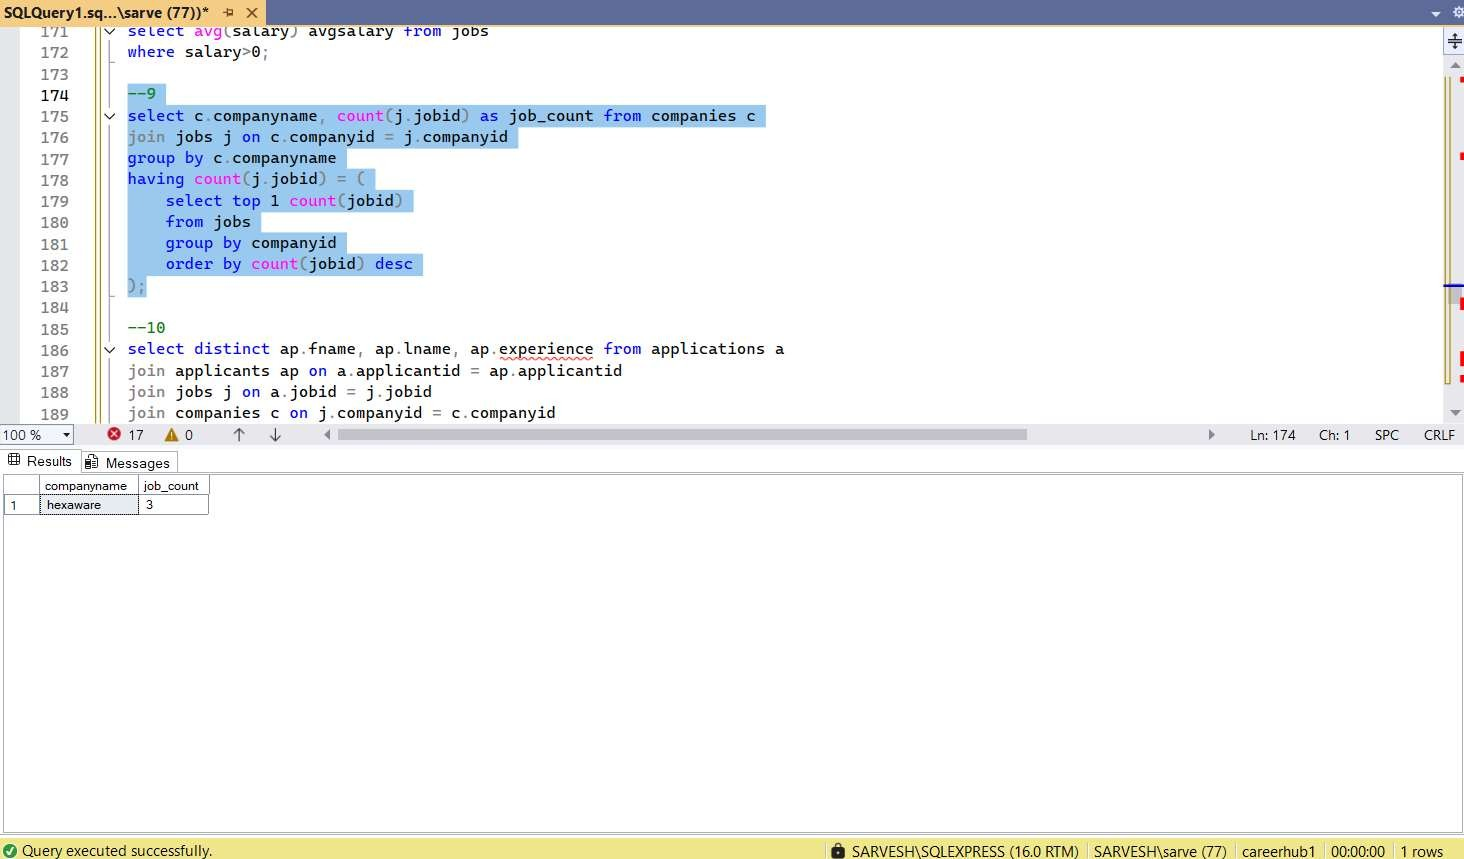 SQLQuery1.sq...\sarve (77))*
171 select avg(salary) avgsalary from jobs
172 where salary>0;
173
174 --9
175 select c.companyname, count(j.jobid) as job_count from companies c
176 join jobs j on c.companyid = j.companyid
177 group by c.companyname
178 having count(j.jobid) = (
179 select top 1 count(jobid)
180 from jobs
181 group by companyid
182 order by count(jobid) desc
183 );
184
185 --10
186 select distinct ap.fname, ap.lname, ap.experience from applications a
187 join applicants ap on a.applicantid = ap.applicantid
188 join jobs j on a.jobid = j.jobid
189 join companies c on j.companyid = c.companyid
100 % 17 0 Ln: 174 Ch: 1 SPC CRLF
Results Messages
companyname job_count
1 hexaware 3
Query executed successfully. SARVESH\SQLEXPRESS (16.0 RTM) SARVESH\sarve (77) careerhub1 00:00:00 1 rows